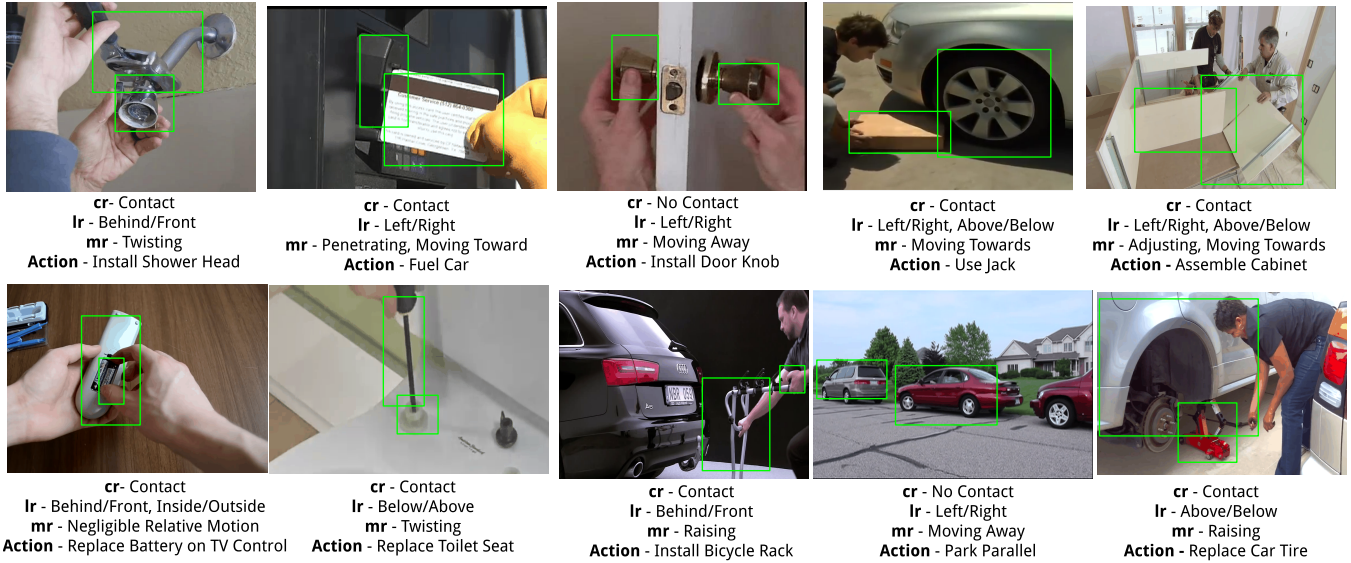 Customer Service (512) 464-0380
cr- Contact
lr - Behind/Front
mr - Twisting
Action - Install Shower Head
cr - Contact
lr - Left/Right
mr - Penetrating, Moving Toward
Action - Fuel Car
cr - No Contact
lr - Left/Right
mr - Moving Away
Action - Install Door Knob
cr - Contact
lr - Left/Right, Above/Below
mr - Moving Towards
Action - Use Jack
cr - Contact
lr - Left/Right, Above/Below
mr - Adjusting, Moving Towards
Action - Assemble Cabinet
cr- Contact
lr - Behind/Front, Inside/Outside
mr - Negligible Relative Motion
Action - Replace Battery on TV Control
cr - Contact
lr - Below/Above
mr - Twisting
Action - Replace Toilet Seat
cr - Contact
lr - Behind/Front
mr - Raising
Action - Install Bicycle Rack
cr - No Contact
lr - Left/Right
mr - Moving Away
Action - Park Parallel
cr - Contact
lr - Above/Below
mr - Raising
Action - Replace Car Tire